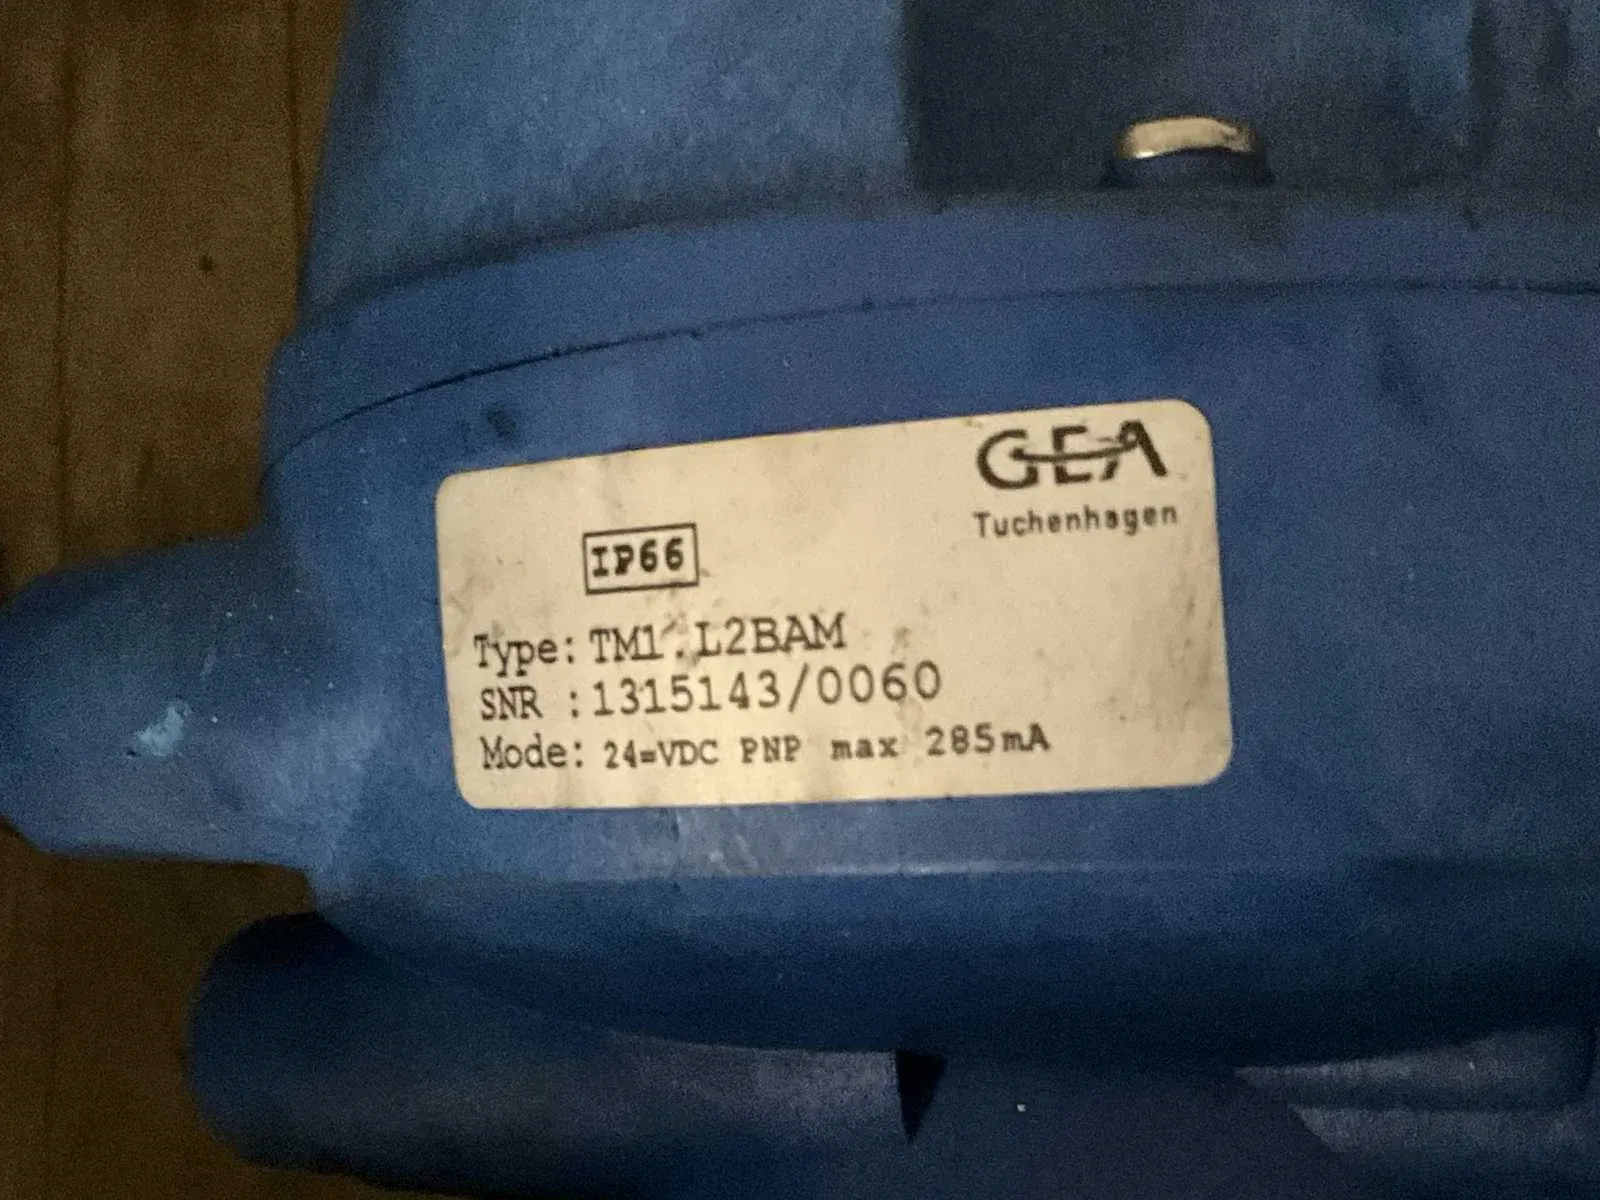 GEA
Tuchenhagen
IP66
Type: TM1.L2BAM
SNR :1315143/0060
Mode: 24=VDC PNP max 285mA